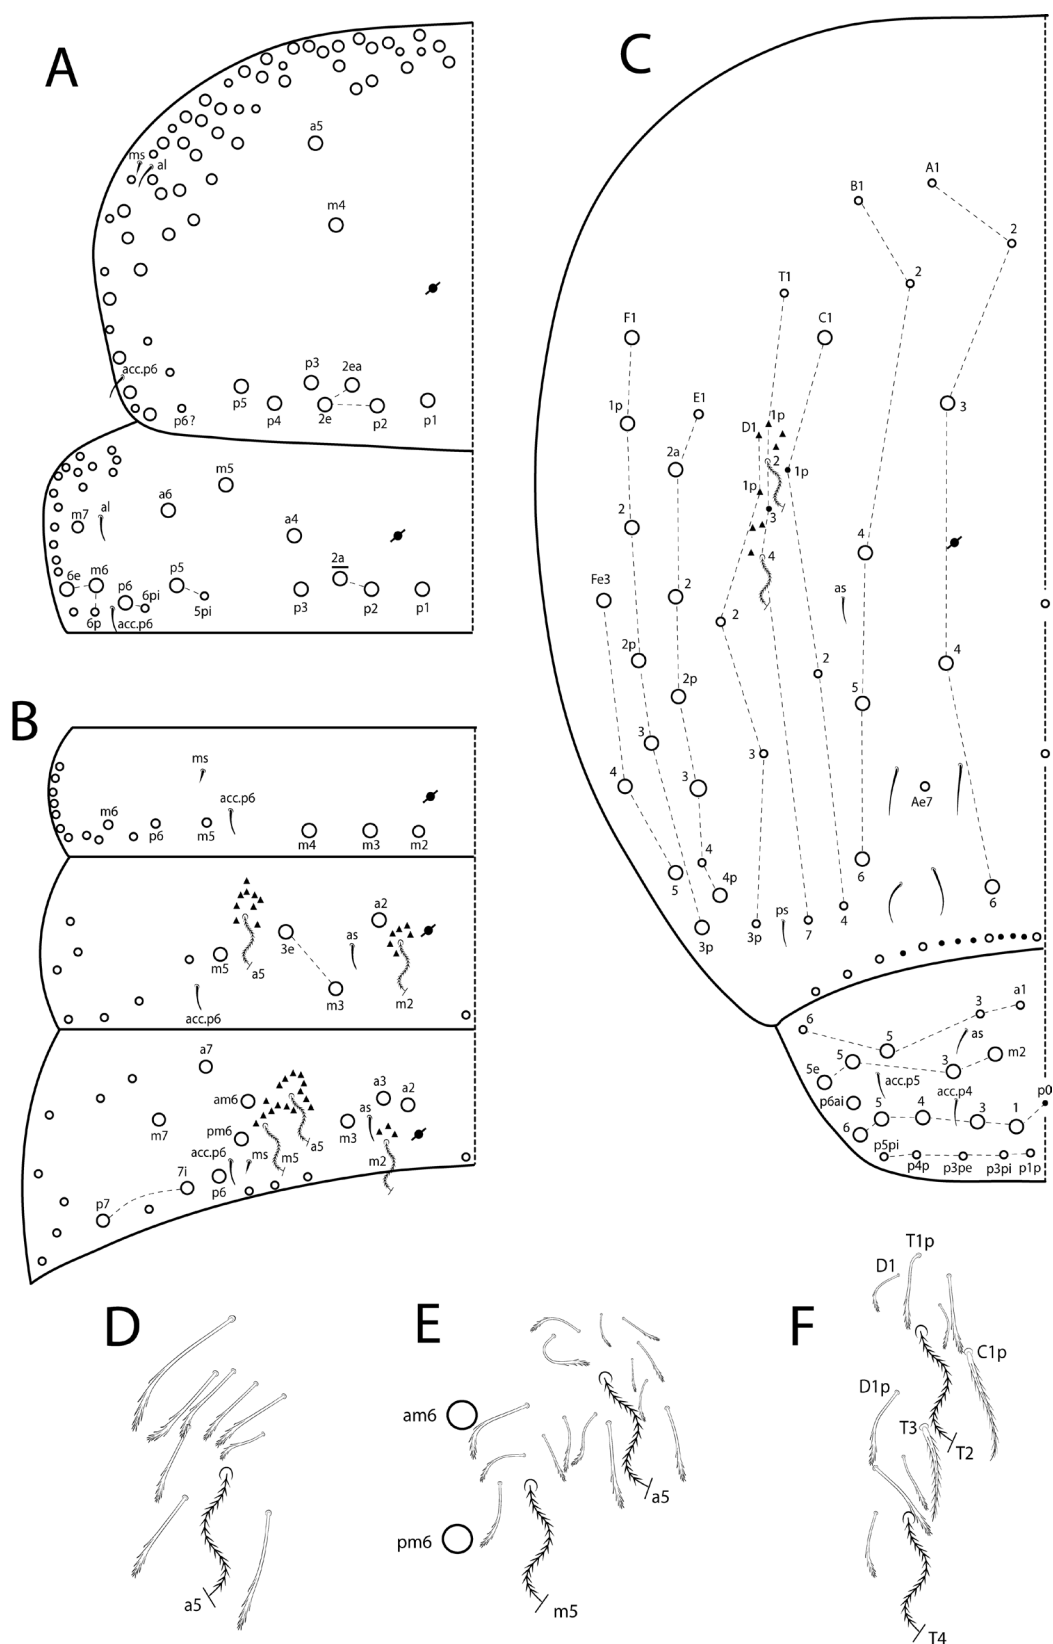 A
a5
ms
al
m4
acc.p6
p3
2ea
p5
p4
2e
p2
p1
p6?
m5
a6
m7
al
a4
2a
6e
m6
p6
6pi
p5
5pi
p3
p2
p1
6p
acc.p6
B
ms
acc.p6
m6
p6
m5
m4
m3
m2
a2
as
3e
m5
a5
m3
m2
acc.p6
a7
a3
a2
am6
as
m7
pm6
m3
a5
acc.p6
ms
m5
m2
7i
p6
p7
C
A1
B1
2
2
T1
F1
C1
3
E1
1p
D1
1p
2a
2
1p
1p
3
2
4
4
Fe3
2
as
2
2p
2
4
2p
5
3
3
3
4
Ae7
4
6
5
4p
6
ps
3p
3p
7
4
a1
3
6
5
as
m2
5
3
5e
acc.p5
acc.p4
p0
p6ai
5
4
3
1
6
p5pi
p4p
p3pe
p3pi
p1p
D
a5
E
am6
a5
pm6
m5
F
T1p
D1
C1p
D1p
T3
T2
T4